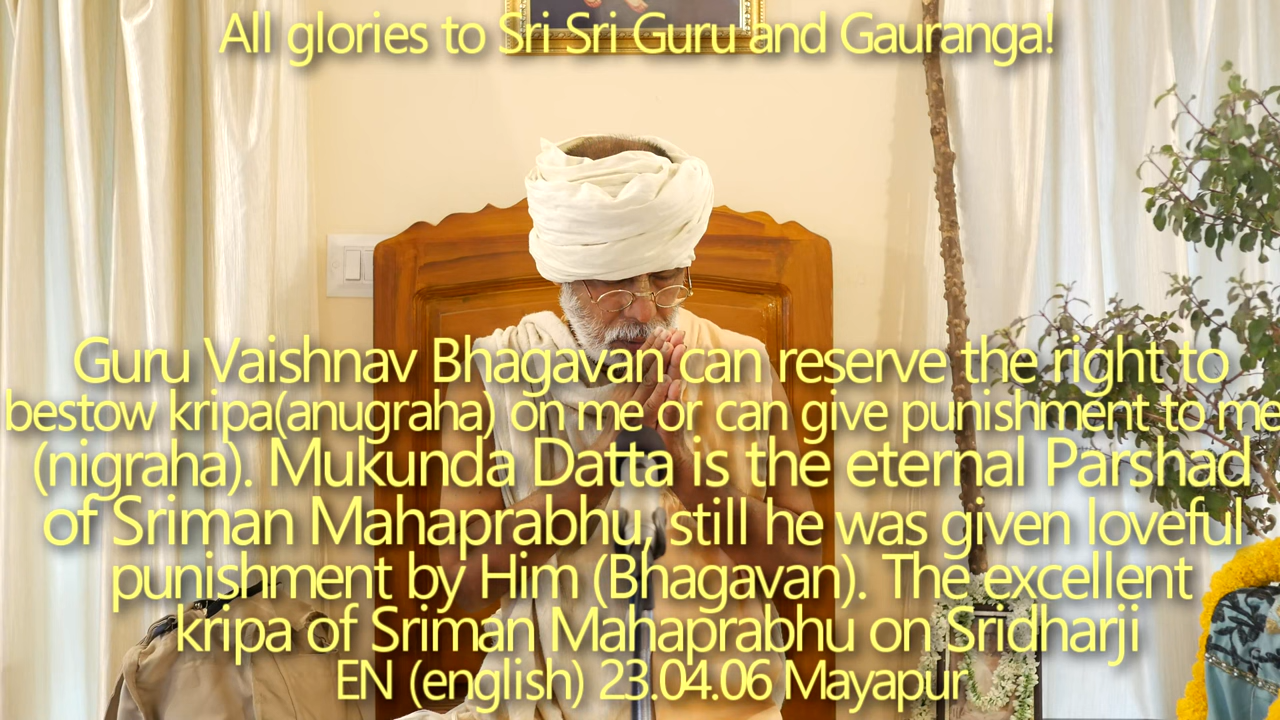 All glories to Sri Sri Guru and Gauranga!
Guru Vaishnav Bhagavan can reserve the right to
bestow kripa(anugraha) on me or can give punishment to me
(nigraha). Mukunda Datta is the eternal Parshad
of Sriman Mahaprabhu, still he was given loveful
punishment by Him (Bhagavan). The excellent
kripa of Sriman Mahaprabhu on Sridharji
EN (english) 23.04.06 Mayapur